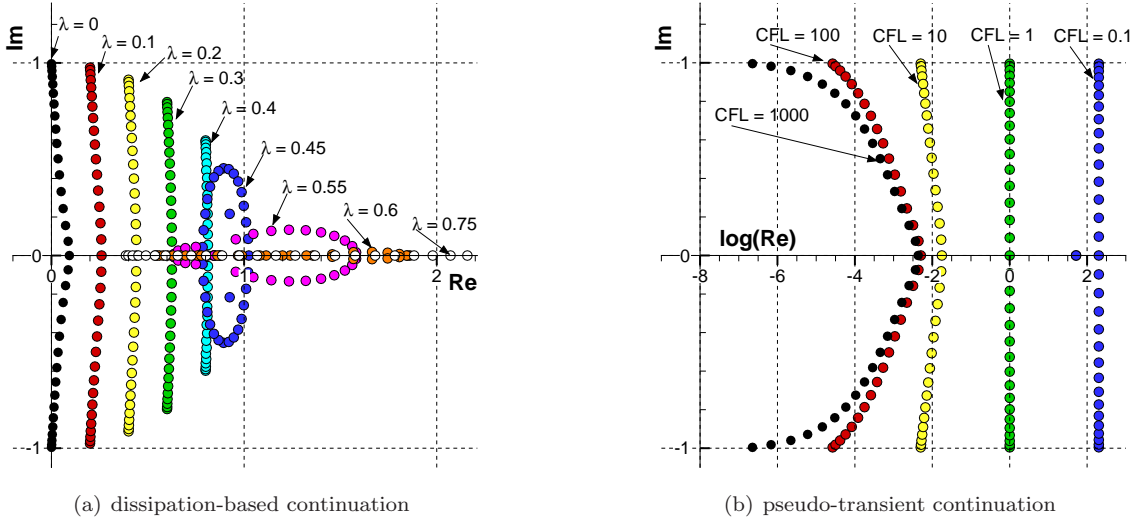 Im
λ = 0
λ = 0.1
λ = 0.2
λ = 0.3
λ = 0.4
λ = 0.45
λ = 0.55
λ = 0.6
λ = 0.75
1
0
-1
0
1
2
Re
(a) dissipation-based continuation
Im
CFL = 100
CFL = 10
CFL = 1
CFL = 0.1
CFL = 1000
1
0
-1
log(Re)
-8
-6
-4
-2
0
2
(b) pseudo-transient continuation